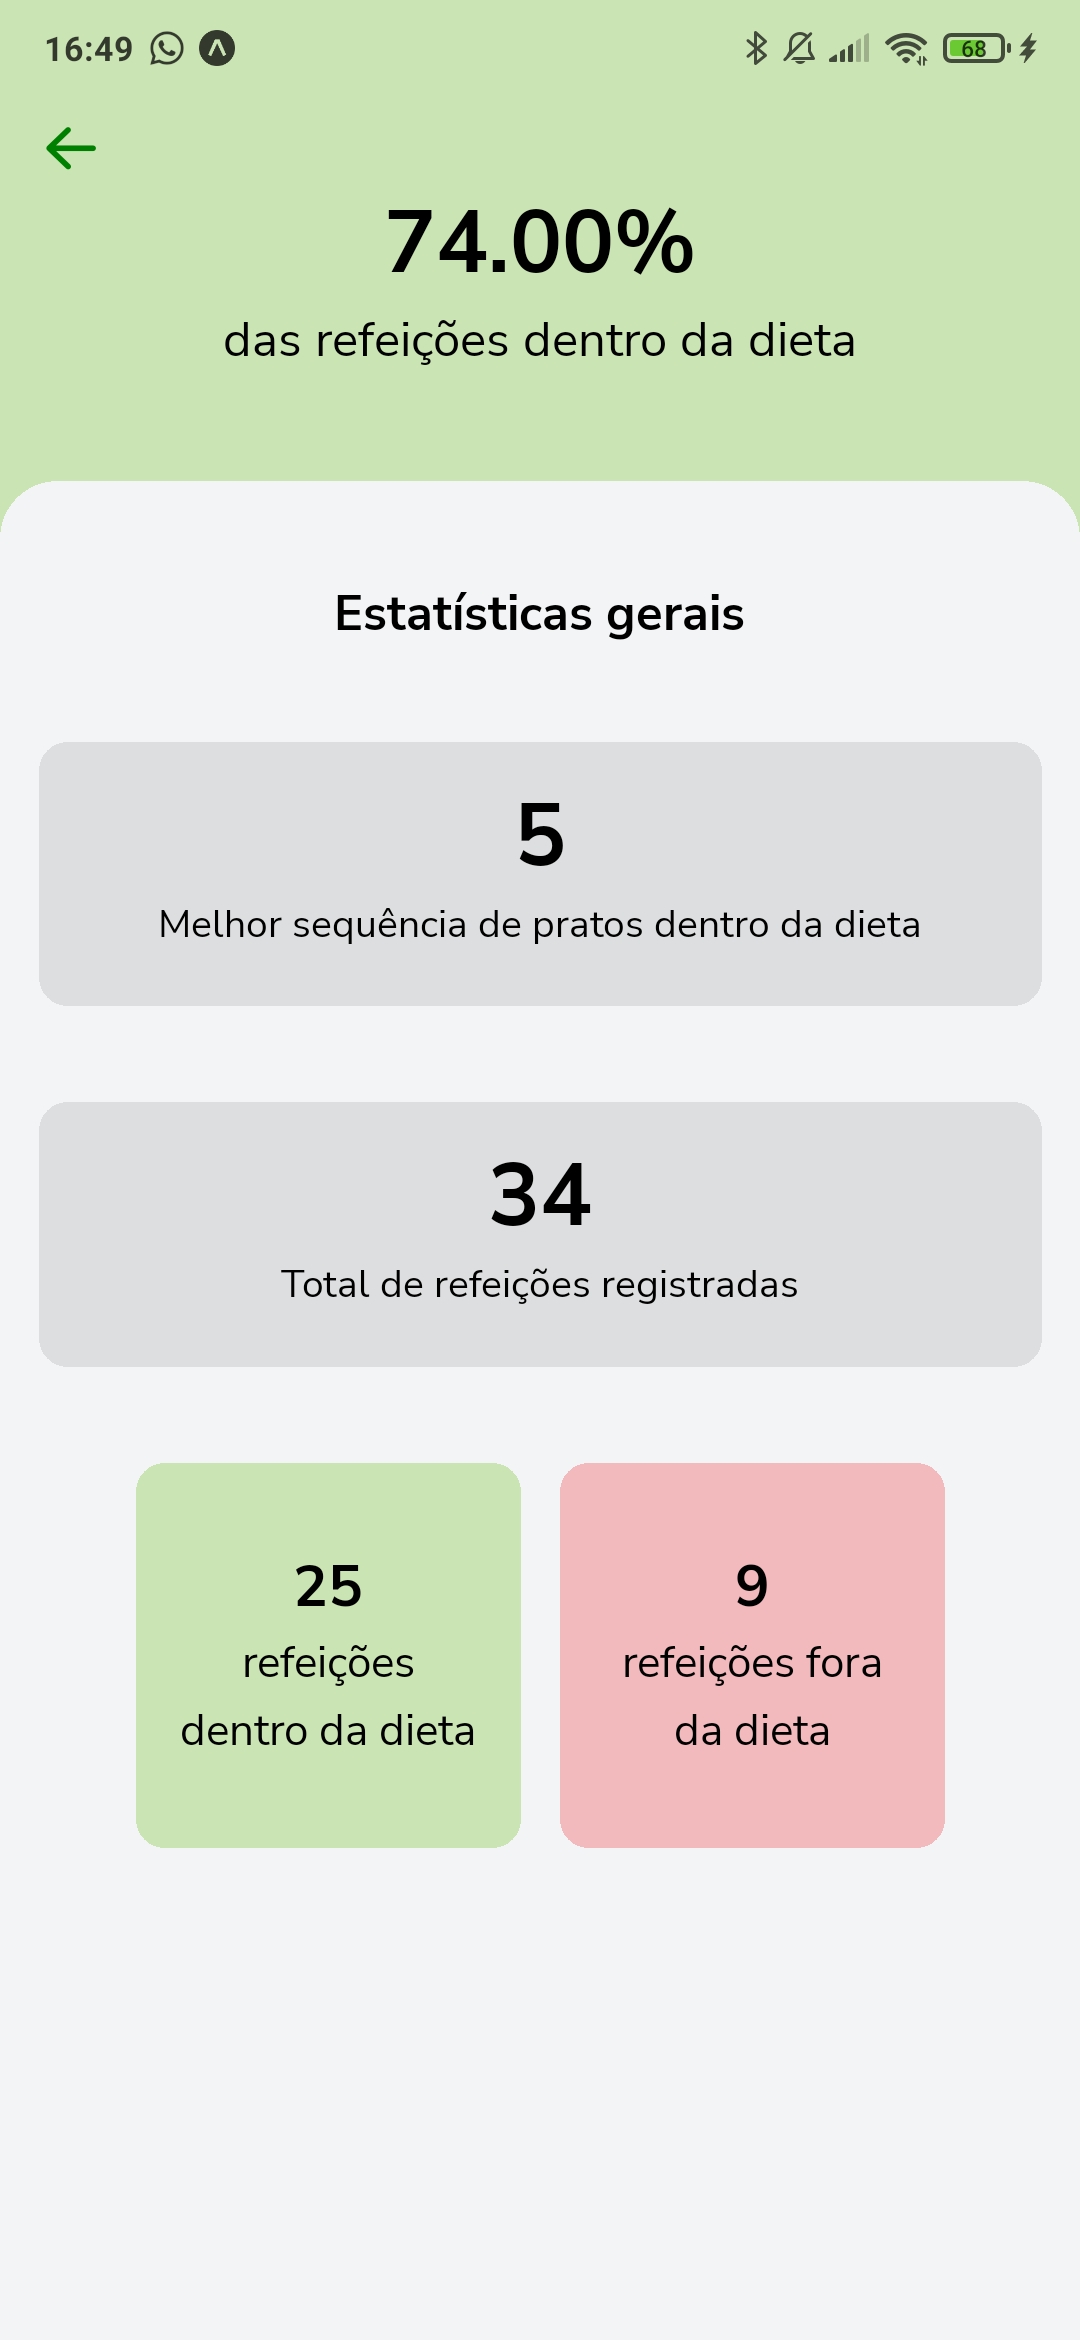 16:49
68
74.00%
das refeições dentro da dieta
Estatísticas gerais
5
Melhor sequência de pratos dentro da dieta
34
Total de refeições registradas
25
refeições
dentro da dieta
9
refeições fora
da dieta